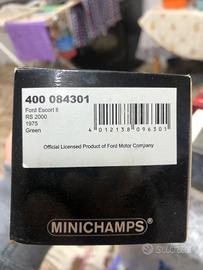 400 084301
Ford Escort II
RS 2000
1975
Green
4 012138 096301
Official Licensed Product of Ford Motor Company
MINICHAMPS®
Subito